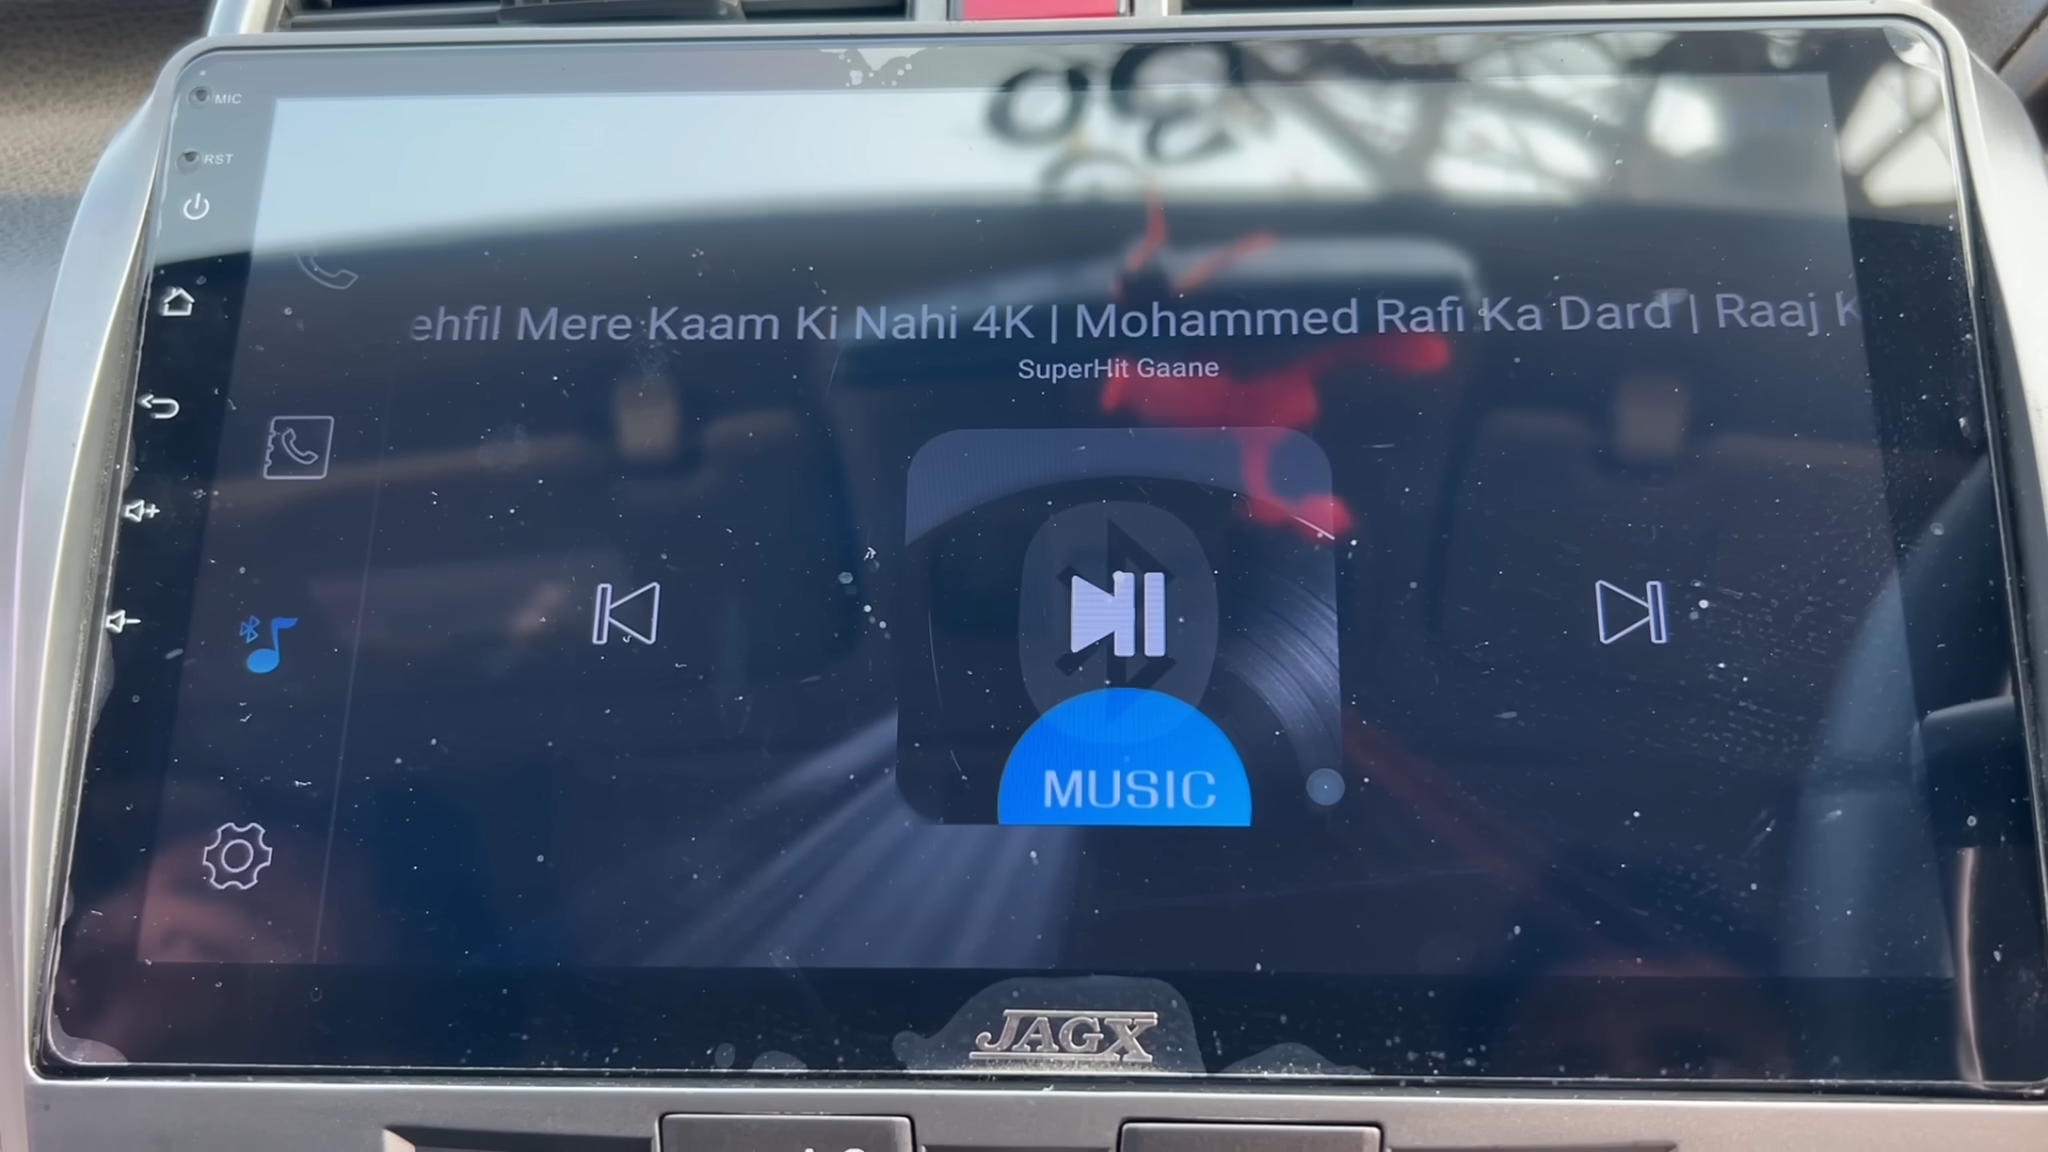 MIC
RST
ehfil Mere Kaam Ki Nahi 4K | Mohammed Rafi Ka Dard | Raaj K
SuperHit Gaane
MUSIC
JAGX